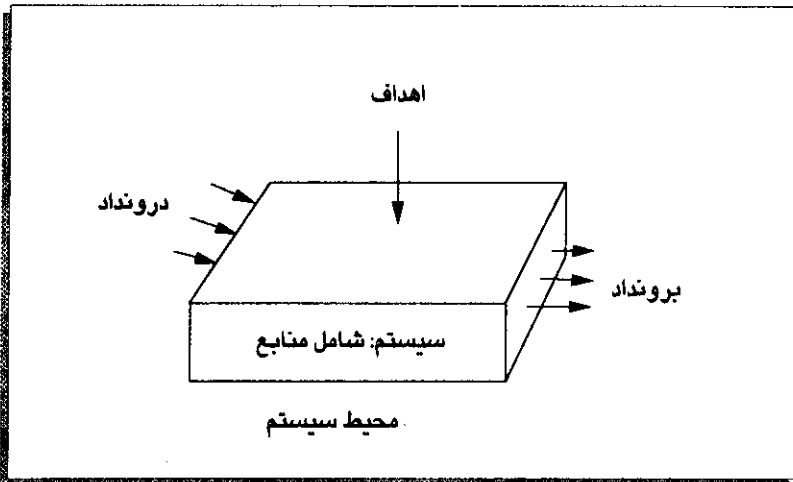 اهداف
درونداد
برونداد
سیستم: شامل منابع
محیط سیستم